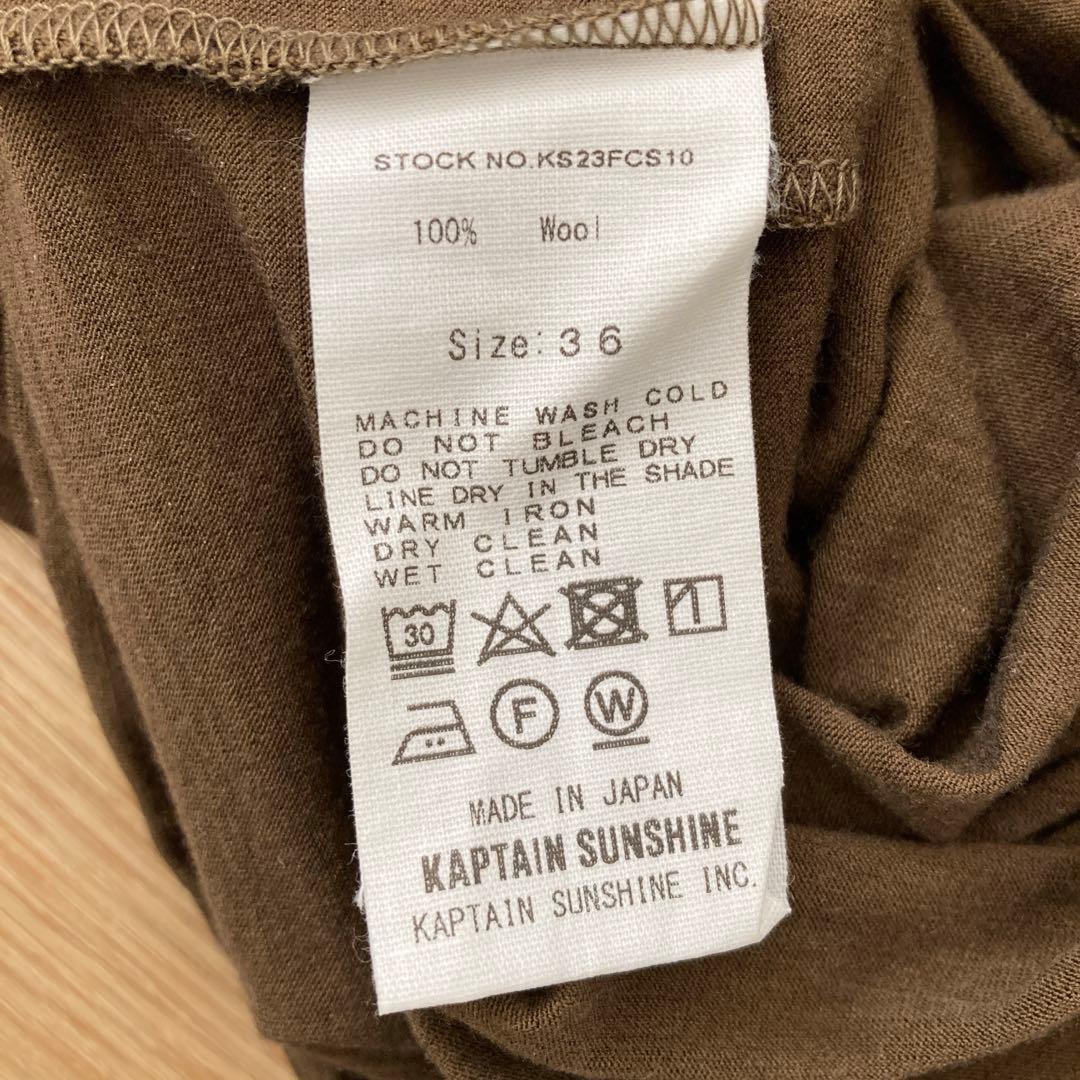 STOCK NO.KS23FCS10
100% Wool
Size: 36
MACHINE WASH COLD
DO NOT BLEACH
DO NOT TUMBLE DRY
LINE DRY IN THE SHADE
WARM IRON
DRY CLEAN
WET CLEAN
30
F W
MADE IN JAPAN
KAPTAIN SUNSHINE
KAPTAIN SUNSHINE INC.